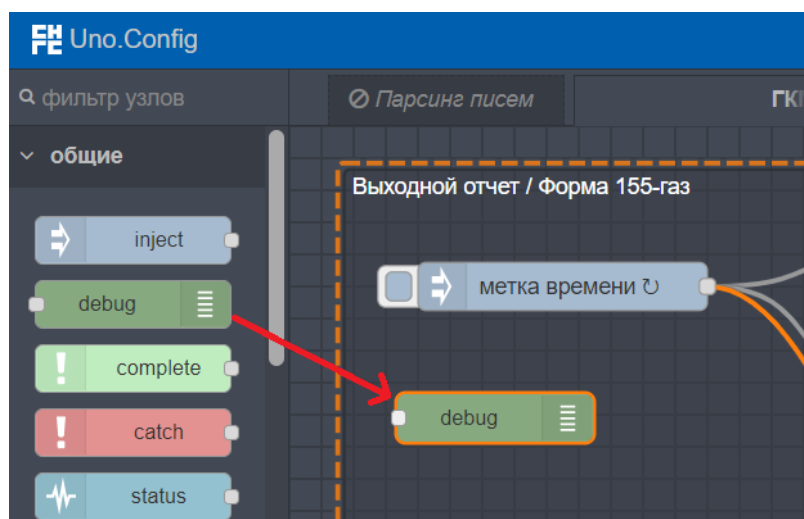 Uno.Config
фильтр узлов
Парсинг писем
общие
Выходной отчет / Форма 155-газ
inject
метка времени ↻
debug
complete
debug
catch
status